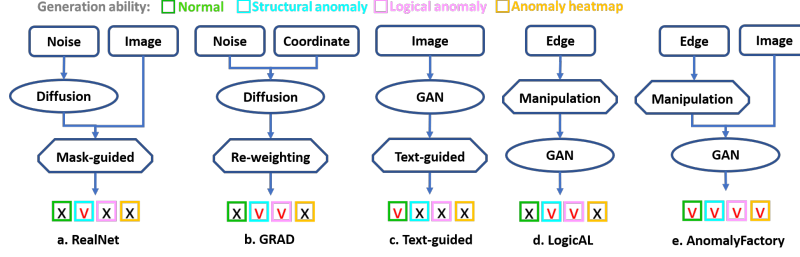 Generation ability: Normal Structural anomaly Logical anomaly Anomaly heatmap
Noise Image Noise Coordinate Image Edge Edge Image
Diffusion Diffusion GAN Manipulation Manipulation
Mask-guided Re-weighting Text-guided GAN GAN
X V X X X V V X V X X X X V V X V V V V
a. RealNet b. GRAD c. Text-guided d. LogicAL e. AnomalyFactory